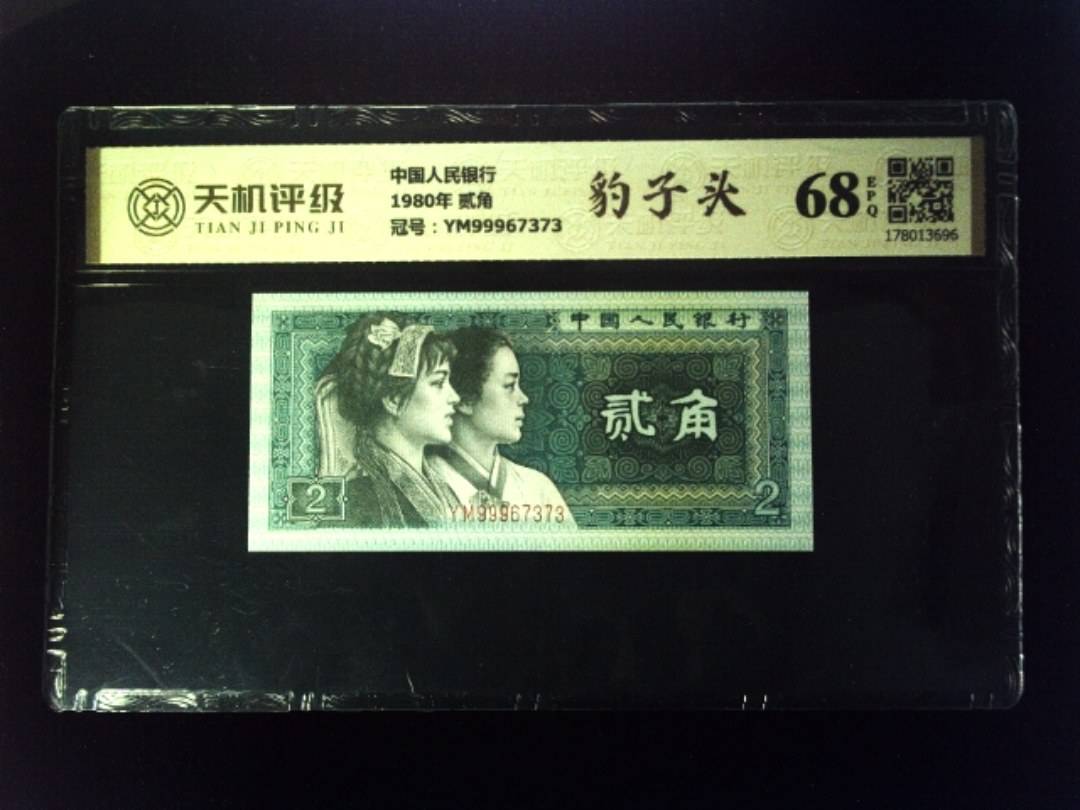 天机评级
TIAN JI PING JI
中国人民银行
1980年 贰角
冠号：YM99967373
豹子头
68
EPQ
178013696
中国人民银行
贰角
2
2
YM99967373